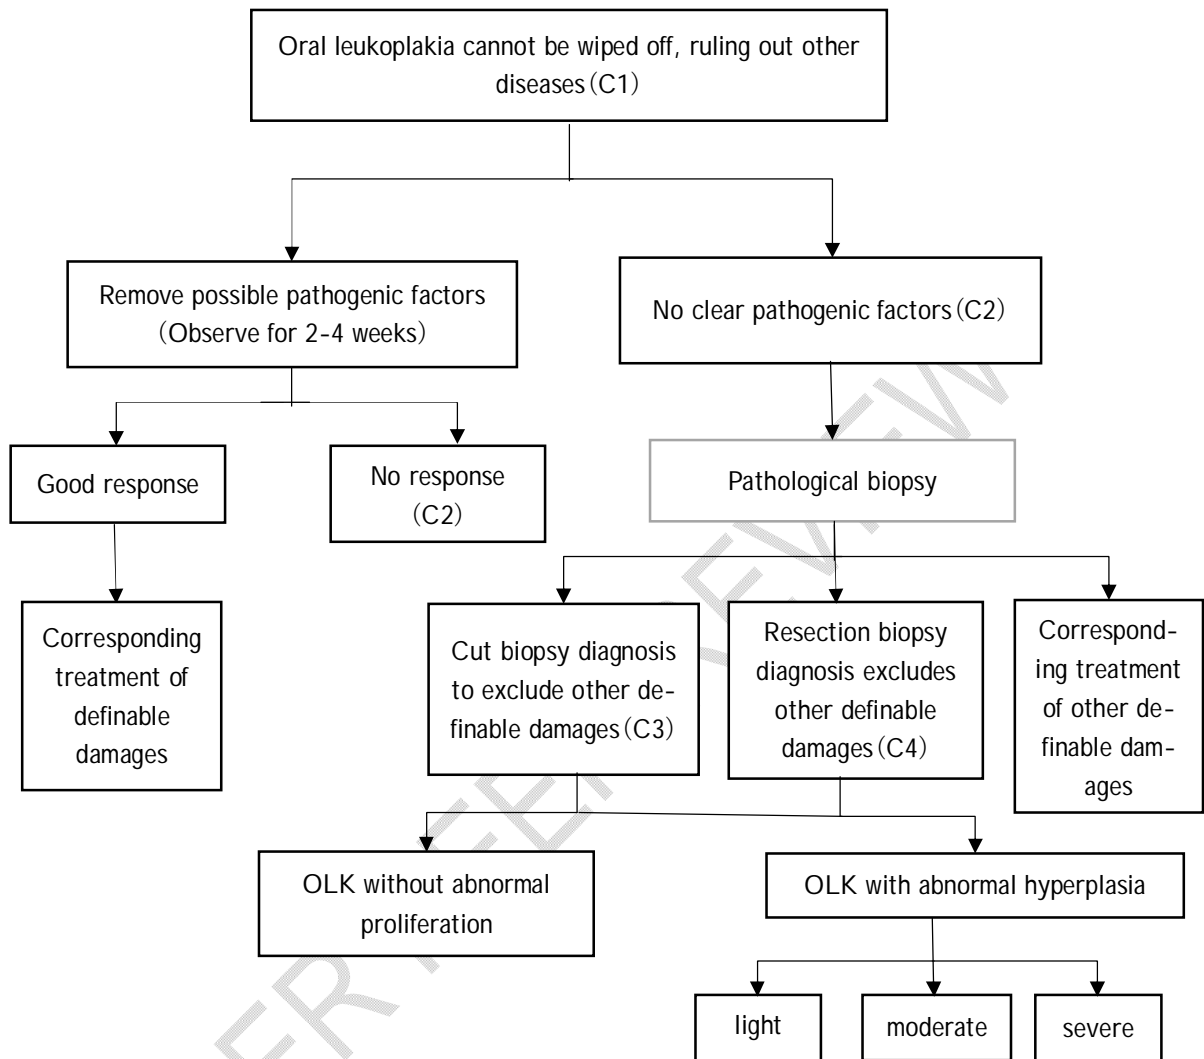 Oral leukoplakia cannot be wiped off, ruling out other
diseases(C1)
Remove possible pathogenic factors
(Observe for 2-4 weeks)
No clear pathogenic factors(C2)
Good response
No response
(C2)
Pathological biopsy
Corresponding
treatment of
definable
damages
Cut biopsy diagnosis
to exclude other de-
finable damages(C3)
Resection biopsy
diagnosis excludes
other definable
damages(C4)
Correspond-
ing treatment
of other de-
finable dam-
ages
OLK without abnormal
proliferation
OLK with abnormal hyperplasia
light
moderate
severe